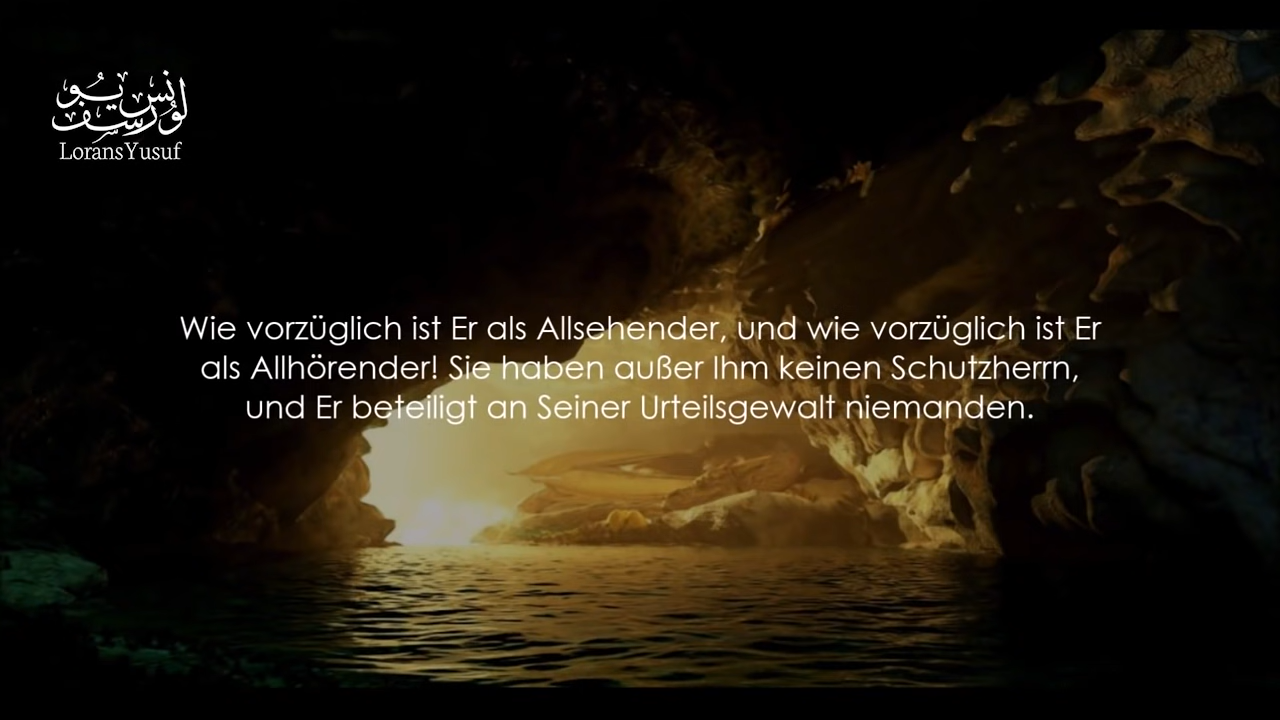 لورنس يوسف
LoransYusuf
Wie vorzüglich ist Er als Allsehender, und wie vorzüglich ist Er
als Allhörender! Sie haben außer Ihm keinen Schutzherrn,
und Er beteiligt an Seiner Urteilsgewalt niemanden.